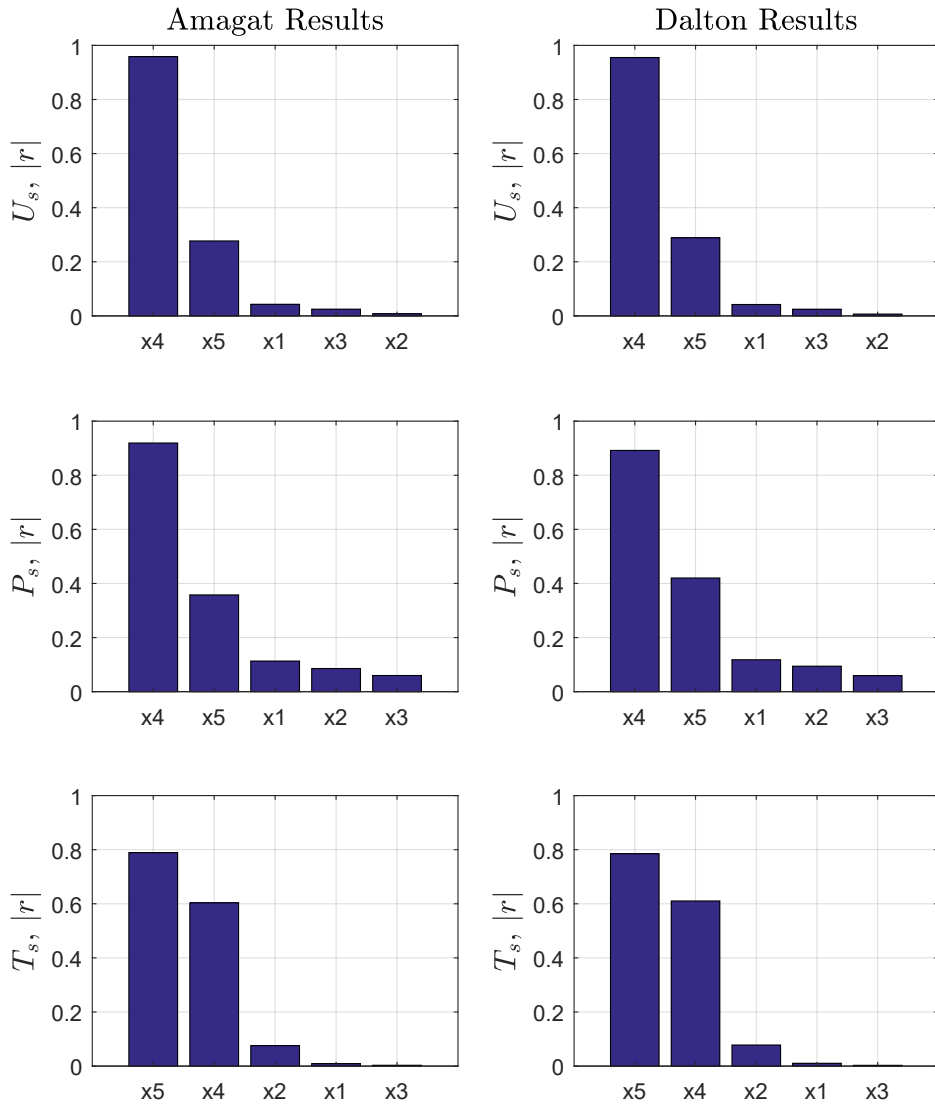 Amagat Results
Dalton Results
U_s, |r|
1
0.8
0.6
0.4
0.2
0
x4 x5 x1 x3 x2
U_s, |r|
1
0.8
0.6
0.4
0.2
0
x4 x5 x1 x3 x2
P_s, |r|
1
0.8
0.6
0.4
0.2
0
x4 x5 x1 x2 x3
P_s, |r|
1
0.8
0.6
0.4
0.2
0
x4 x5 x1 x2 x3
T_s, |r|
1
0.8
0.6
0.4
0.2
0
x5 x4 x2 x1 x3
T_s, |r|
1
0.8
0.6
0.4
0.2
0
x5 x4 x2 x1 x3